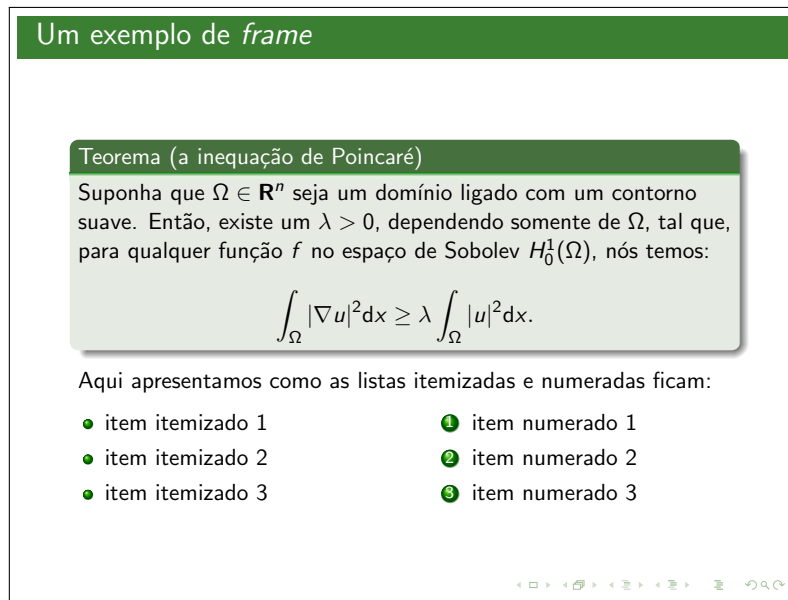 Um exemplo de frame
Teorema (a inequação de Poincaré)
Suponha que Ω ∈ Rⁿ seja um domínio ligado com um contorno
suave. Então, existe um λ > 0, dependendo somente de Ω, tal que,
para qualquer função f no espaço de Sobolev H₀¹(Ω), nós temos:
∫_Ω |∇u|²dx ≥ λ ∫_Ω |u|²dx.
Aqui apresentamos como as listas itemizadas e numeradas ficam:
item itemizado 1
item itemizado 2
item itemizado 3
1 item numerado 1
2 item numerado 2
3 item numerado 3